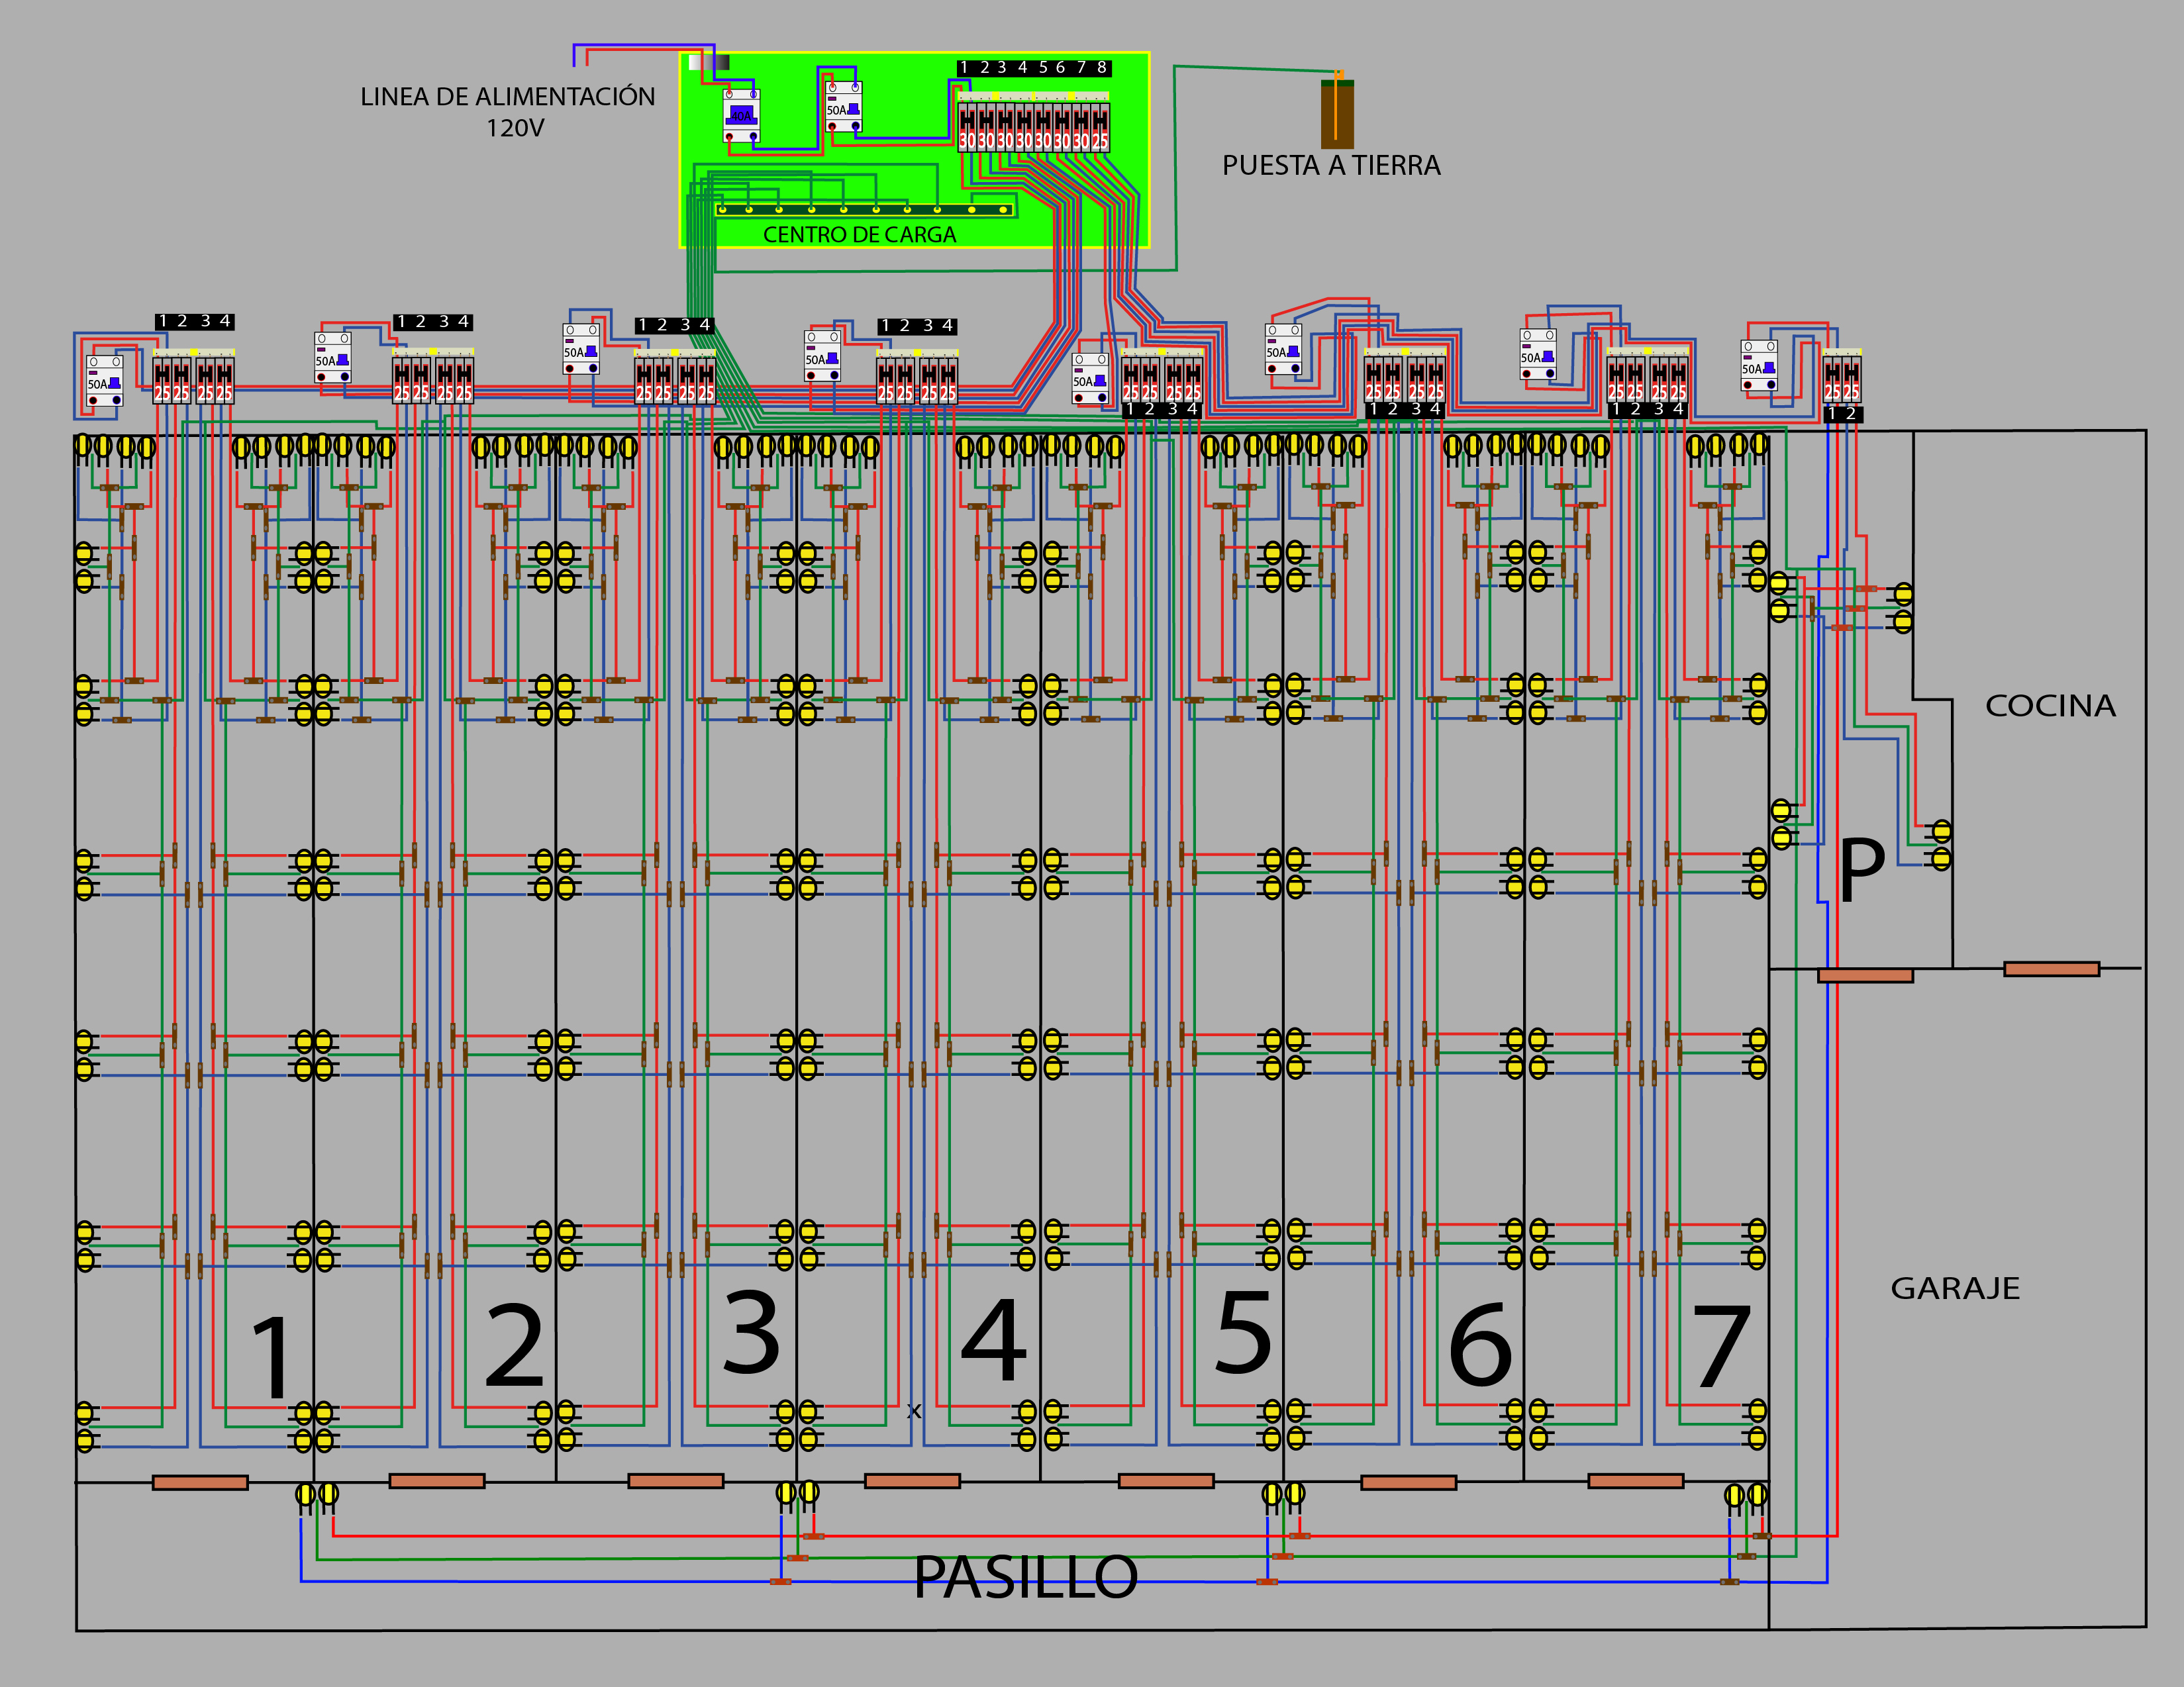 1 2 3 4 5 6 7 8
LINEA DE ALIMENTACIÓN
120V
40A
50A
30 30 30 30 30 30 30 25
PUESTA A TIERRA
CENTRO DE CARGA
1 2 3 4
1 2 3 4
1 2 3 4
1 2 3 4
50A
50A
50A
50A
50A
50A
50A
50A
25 25 25 25
25 25 25 25
25 25 25 25
25 25 25 25
25 25 25 25
25 25 25 25
25 25 25 25
25 25
1 2 3 4
1 2 3 4
1 2 3 4
1 2
COCINA
P
GARAJE
1
2
3
4
5
6
7
x
PASILLO